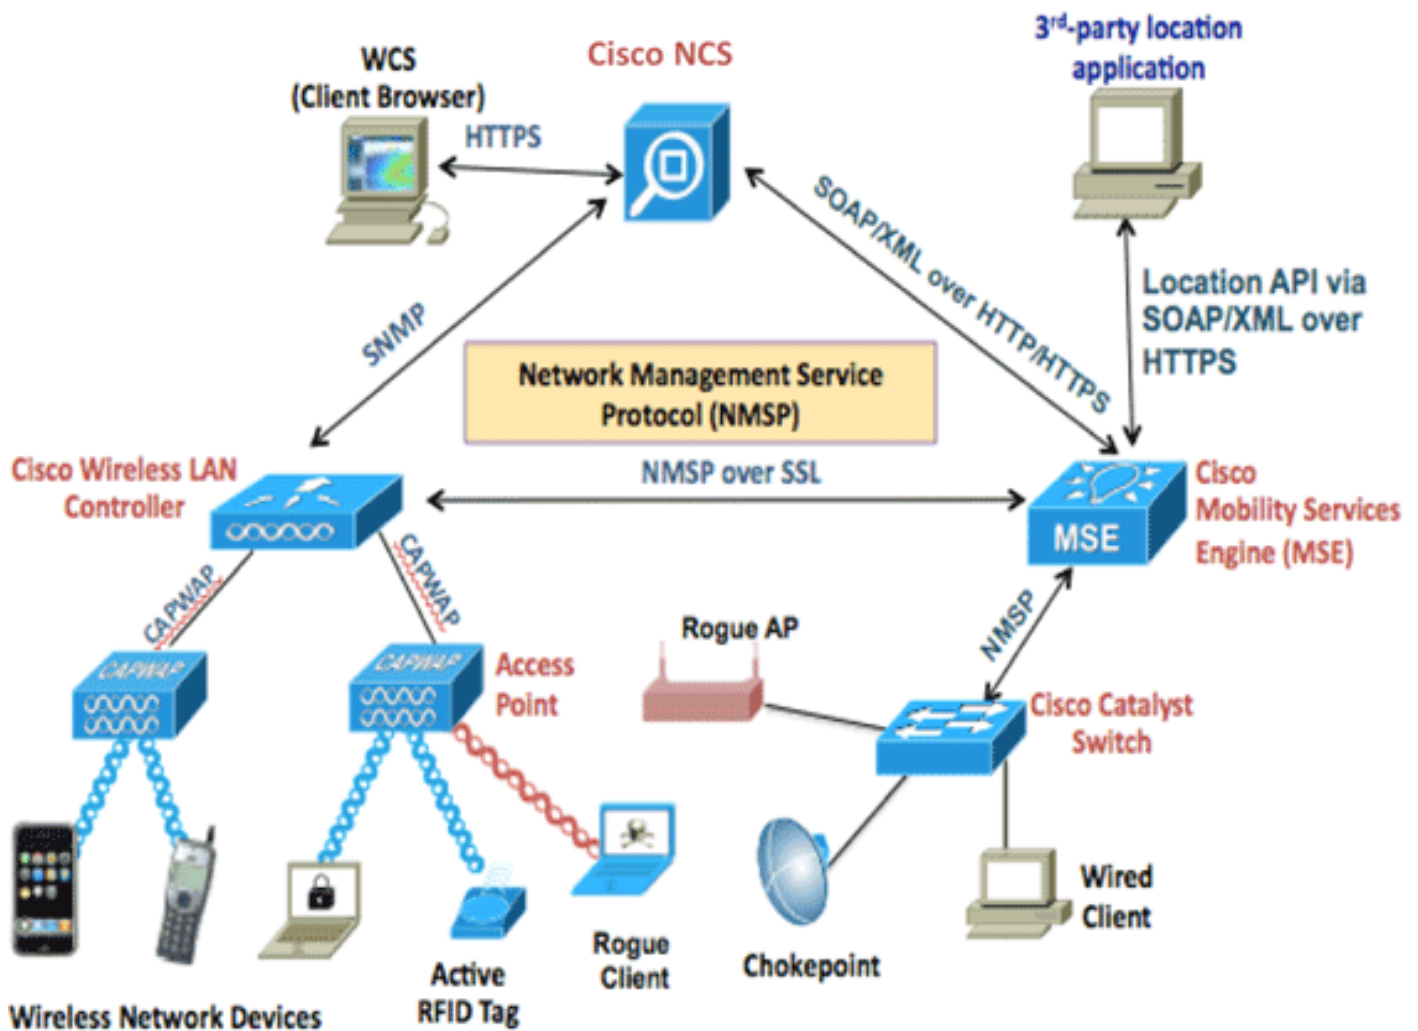 WCS
(Client Browser)
Cisco NCS
3rd-party location
application
HTTPS
SOAP/XML over HTTP/HTTPS
Location API via
SOAP/XML over
HTTPS
SNMP
Network Management Service
Protocol (NMSP)
Cisco Wireless LAN
Controller
NMSP over SSL
MSE
Cisco
Mobility Services
Engine (MSE)
CAPWAP
CAPWAP
NMSP
Rogue AP
CAPWAP
CAPWAP
Access
Point
Cisco Catalyst
Switch
Wired
Client
Rogue
Client
Chokepoint
Active
RFID Tag
Wireless Network Devices